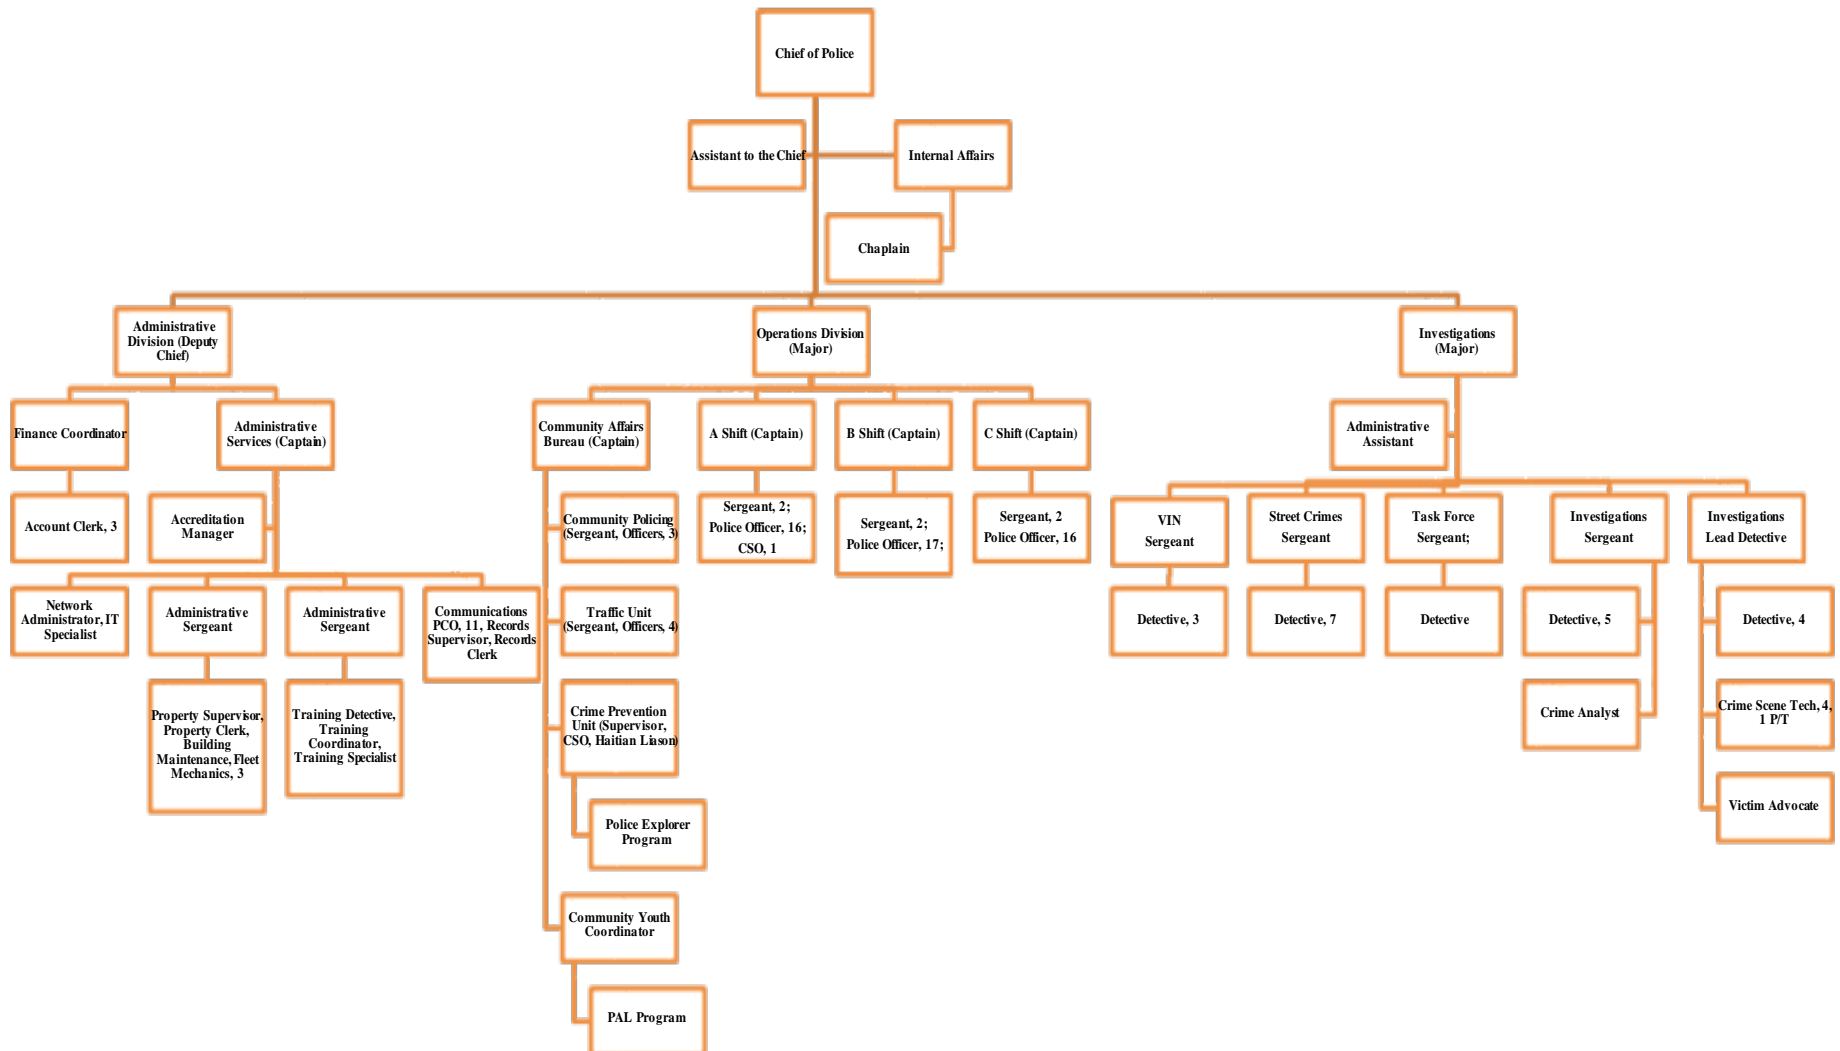 Chief of Police
Assistant to the Chief
Internal Affairs
Chaplain
Administrative
Division (Deputy
Chief)
Operations Division
(Major)
Investigations
(Major)
Finance Coordinator
Administrative
Services (Captain)
Community Affairs
Bureau (Captain)
A Shift (Captain)
B Shift (Captain)
C Shift (Captain)
Administrative
Assistant
Account Clerk, 3
Accreditation
Manager
Community Policing
(Sergeant, Officers, 3)
Sergeant, 2;
Police Officer, 16;
CSO, 1
Sergeant, 2;
Police Officer, 17;
Sergeant, 2
Police Officer, 16
VIN
Sergeant
Street Crimes
Sergeant
Task Force
Sergeant;
Investigations
Sergeant
Investigations
Lead Detective
Network
Administrator, IT
Specialist
Administrative
Sergeant
Administrative
Sergeant
Communications
PCO, 11, Records
Supervisor, Records
Clerk
Traffic Unit
(Sergeant, Officers, 4)
Detective, 3
Detective, 7
Detective
Detective, 5
Detective, 4
Property Supervisor,
Property Clerk,
Building
Maintenance, Fleet
Mechanics, 3
Training Detective,
Training
Coordinator,
Training Specialist
Crime Prevention
Unit (Supervisor,
CSO, Haitian Liason)
Crime Analyst
Crime Scene Tech, 4,
1 P/T
Police Explorer
Program
Victim Advocate
Community Youth
Coordinator
PAL Program